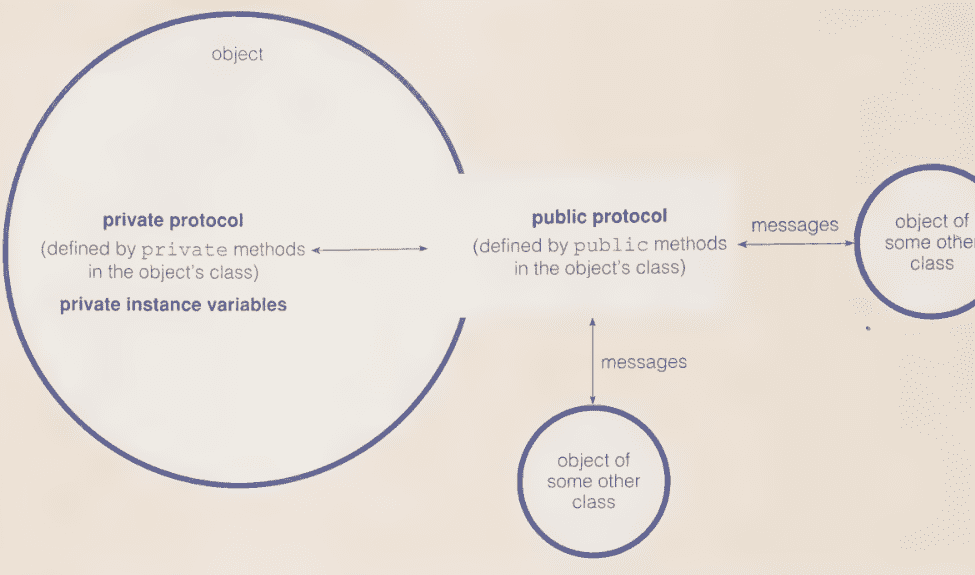 object
private protocol
(defined by private methods
in the object's class)
private instance variables
public protocol
(defined by public methods
in the object's class)
messages
object of
some other
class
messages
object of
some other
class